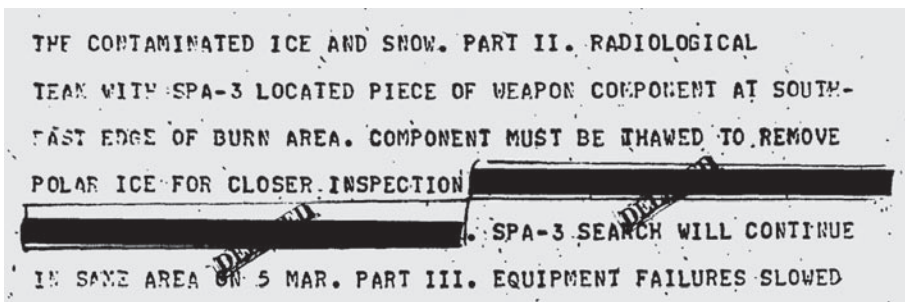 THE CONTAMINATED ICE AND SNOW. PART II. RADIOLOGICAL
TEAM WITH SPA-3 LOCATED PIECE OF WEAPON COMPONENT AT SOUTH-
EAST EDGE OF BURN AREA. COMPONENT MUST BE THAWED TO REMOVE
POLAR ICE FOR CLOSER INSPECTION
DELETED
. SPA-3 SEARCH WILL CONTINUE
DELETED
IN SAME AREA ON 5 MAR. PART III. EQUIPMENT FAILURES SLOWED